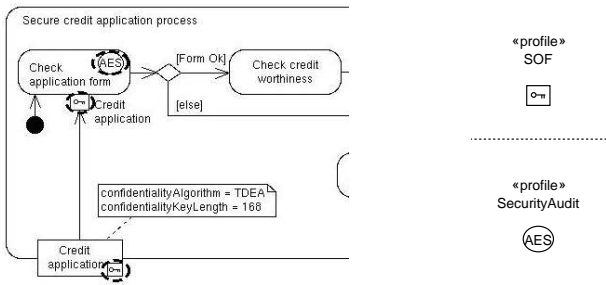 Secure credit application process
Check
application form
AES
[Form Ok]
Check credit
worthiness
[else]
Credit
application
confidentialityAlgorithm = TDEA
confidentialityKeyLength = 168
Credit
application
«profile»
SOF
«profile»
SecurityAudit
AES